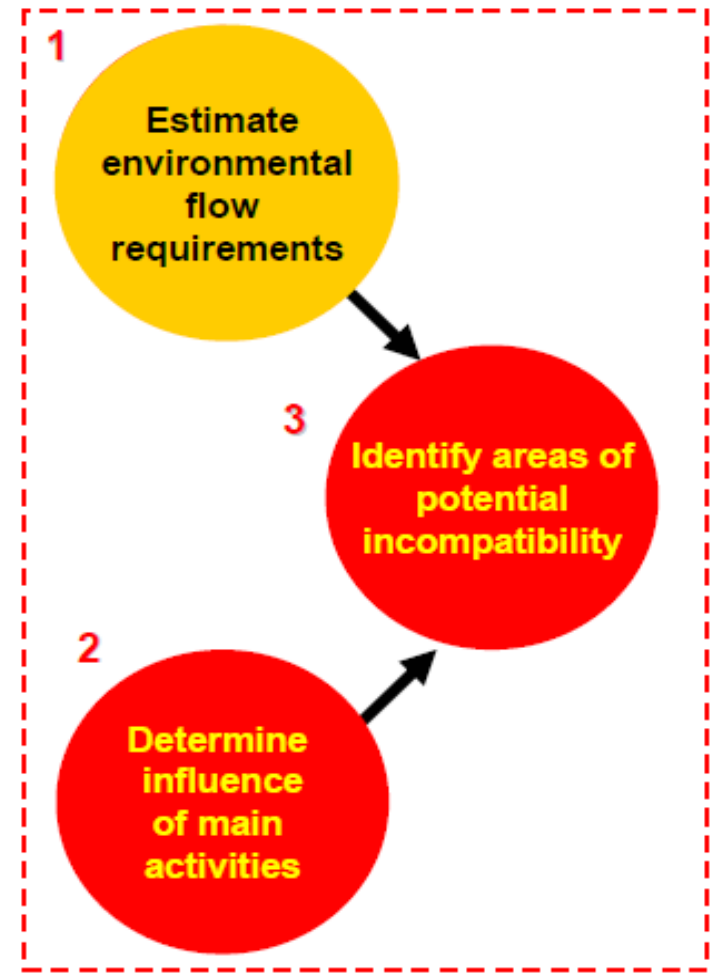 1
Estimate
environmental
flow
requirements
3
Identify areas of
potential
incompatibility
2
Determine
influence
of main
activities